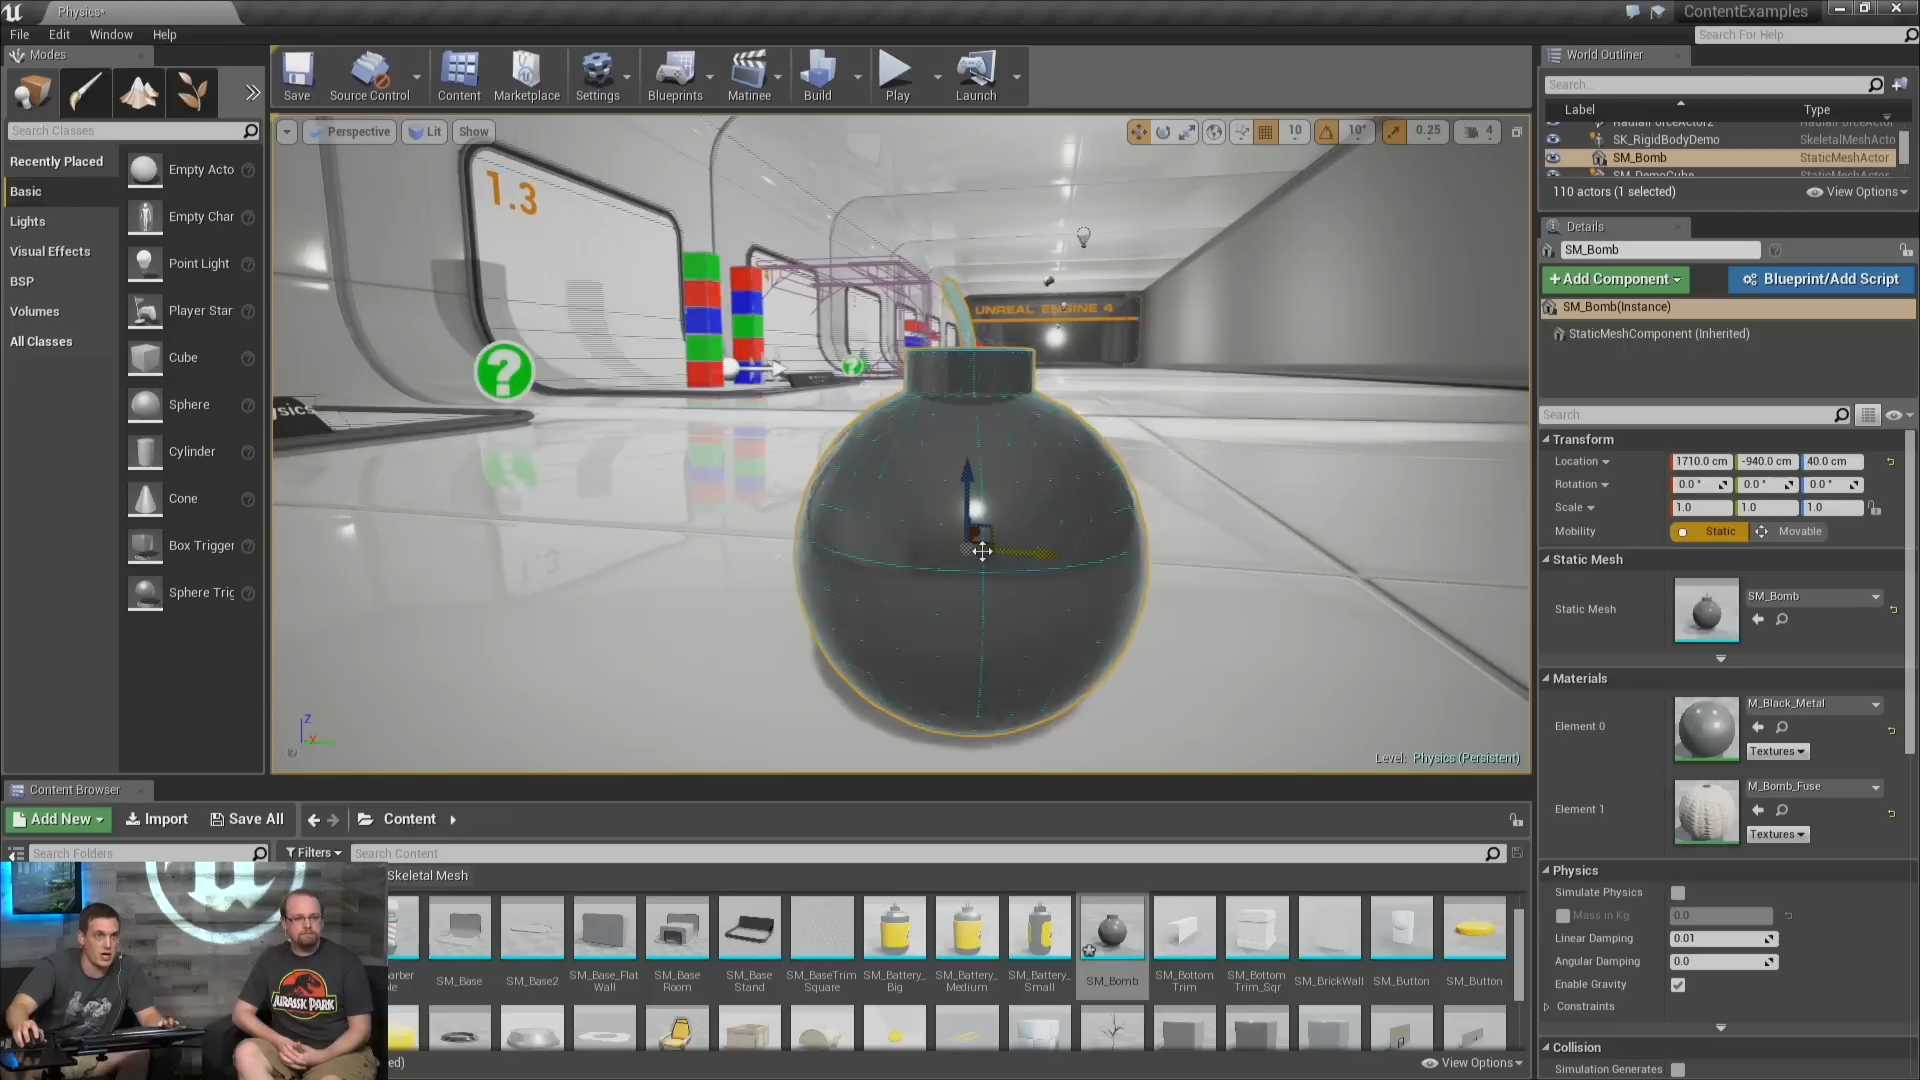 Physics*
ContentExamples
File Edit Window Help
Search For Help
Modes
Save
Source Control
Content
Marketplace
Settings
Blueprints
Matinee
Build
Play
Launch
Search Classes
Recently Placed
Basic
Lights
Visual Effects
BSP
Volumes
All Classes
Empty Acto
Empty Char
Point Light
Player Star
Cube
Sphere
Cylinder
Cone
Box Trigger
Sphere Trig
Perspective
Lit
Show
10
10°
0.25
4
1.3
UNREAL ENGINE 4
sics
Z
X
Level: Physics (Persistent)
World Outliner
Search...
Label Type
RadialForceActor2
SK_RigidBodyDemo SkeletalMeshActo
SM_Bomb StaticMeshActor
SM_DemoCube
110 actors (1 selected)
View Options
Details
SM_Bomb
+Add Component
Blueprint/Add Script
SM_Bomb(Instance)
StaticMeshComponent (Inherited)
Search
Transform
Location 1710.0 cm -940.0 cm 40.0 cm
Rotation 0.0 ° 0.0 ° 0.0 °
Scale 1.0 1.0 1.0
Mobility Static Movable
Static Mesh
Static Mesh SM_Bomb
Materials
Element 0 M_Black_Metal
Textures
Element 1 M_Bomb_Fuse
Textures
Physics
Simulate Physics
Mass in Kg 0.0
Linear Damping 0.01
Angular Damping 0.0
Enable Gravity
Constraints
Collision
Simulation Generates
Content Browser
Add New
Import
Save All
Content
Search Folders
Filters
Search Content
Skeletal Mesh
SM_Base
SM_Base2
SM_Base_Flat
Wall
SM_Base
Room
SM_Base
Stand
SM_BaseTrim
Square
SM_Battery_
Big
SM_Battery_
Medium
SM_Battery_
Small
SM_Bomb
SM_Bottom
Trim
SM_Bottom
Trim_Sqr
SM_BrickWall
SM_Button
SM_Button
ed)
View Options
JURASSIC PARK